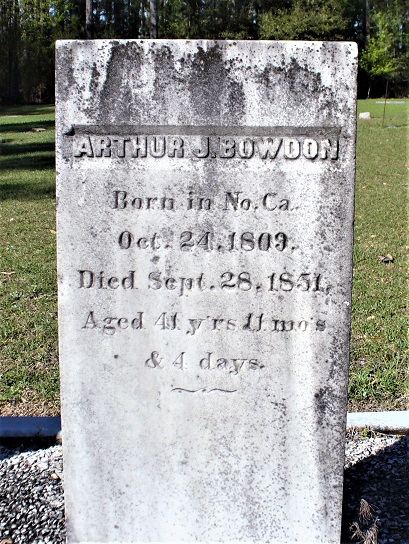 ARTHUR J. BOWDON
Born in No. Ca.
Oct. 24, 1809.
Died Sept. 28, 1851,
Aged 41 y'rs 11 mo's
& 4 days.